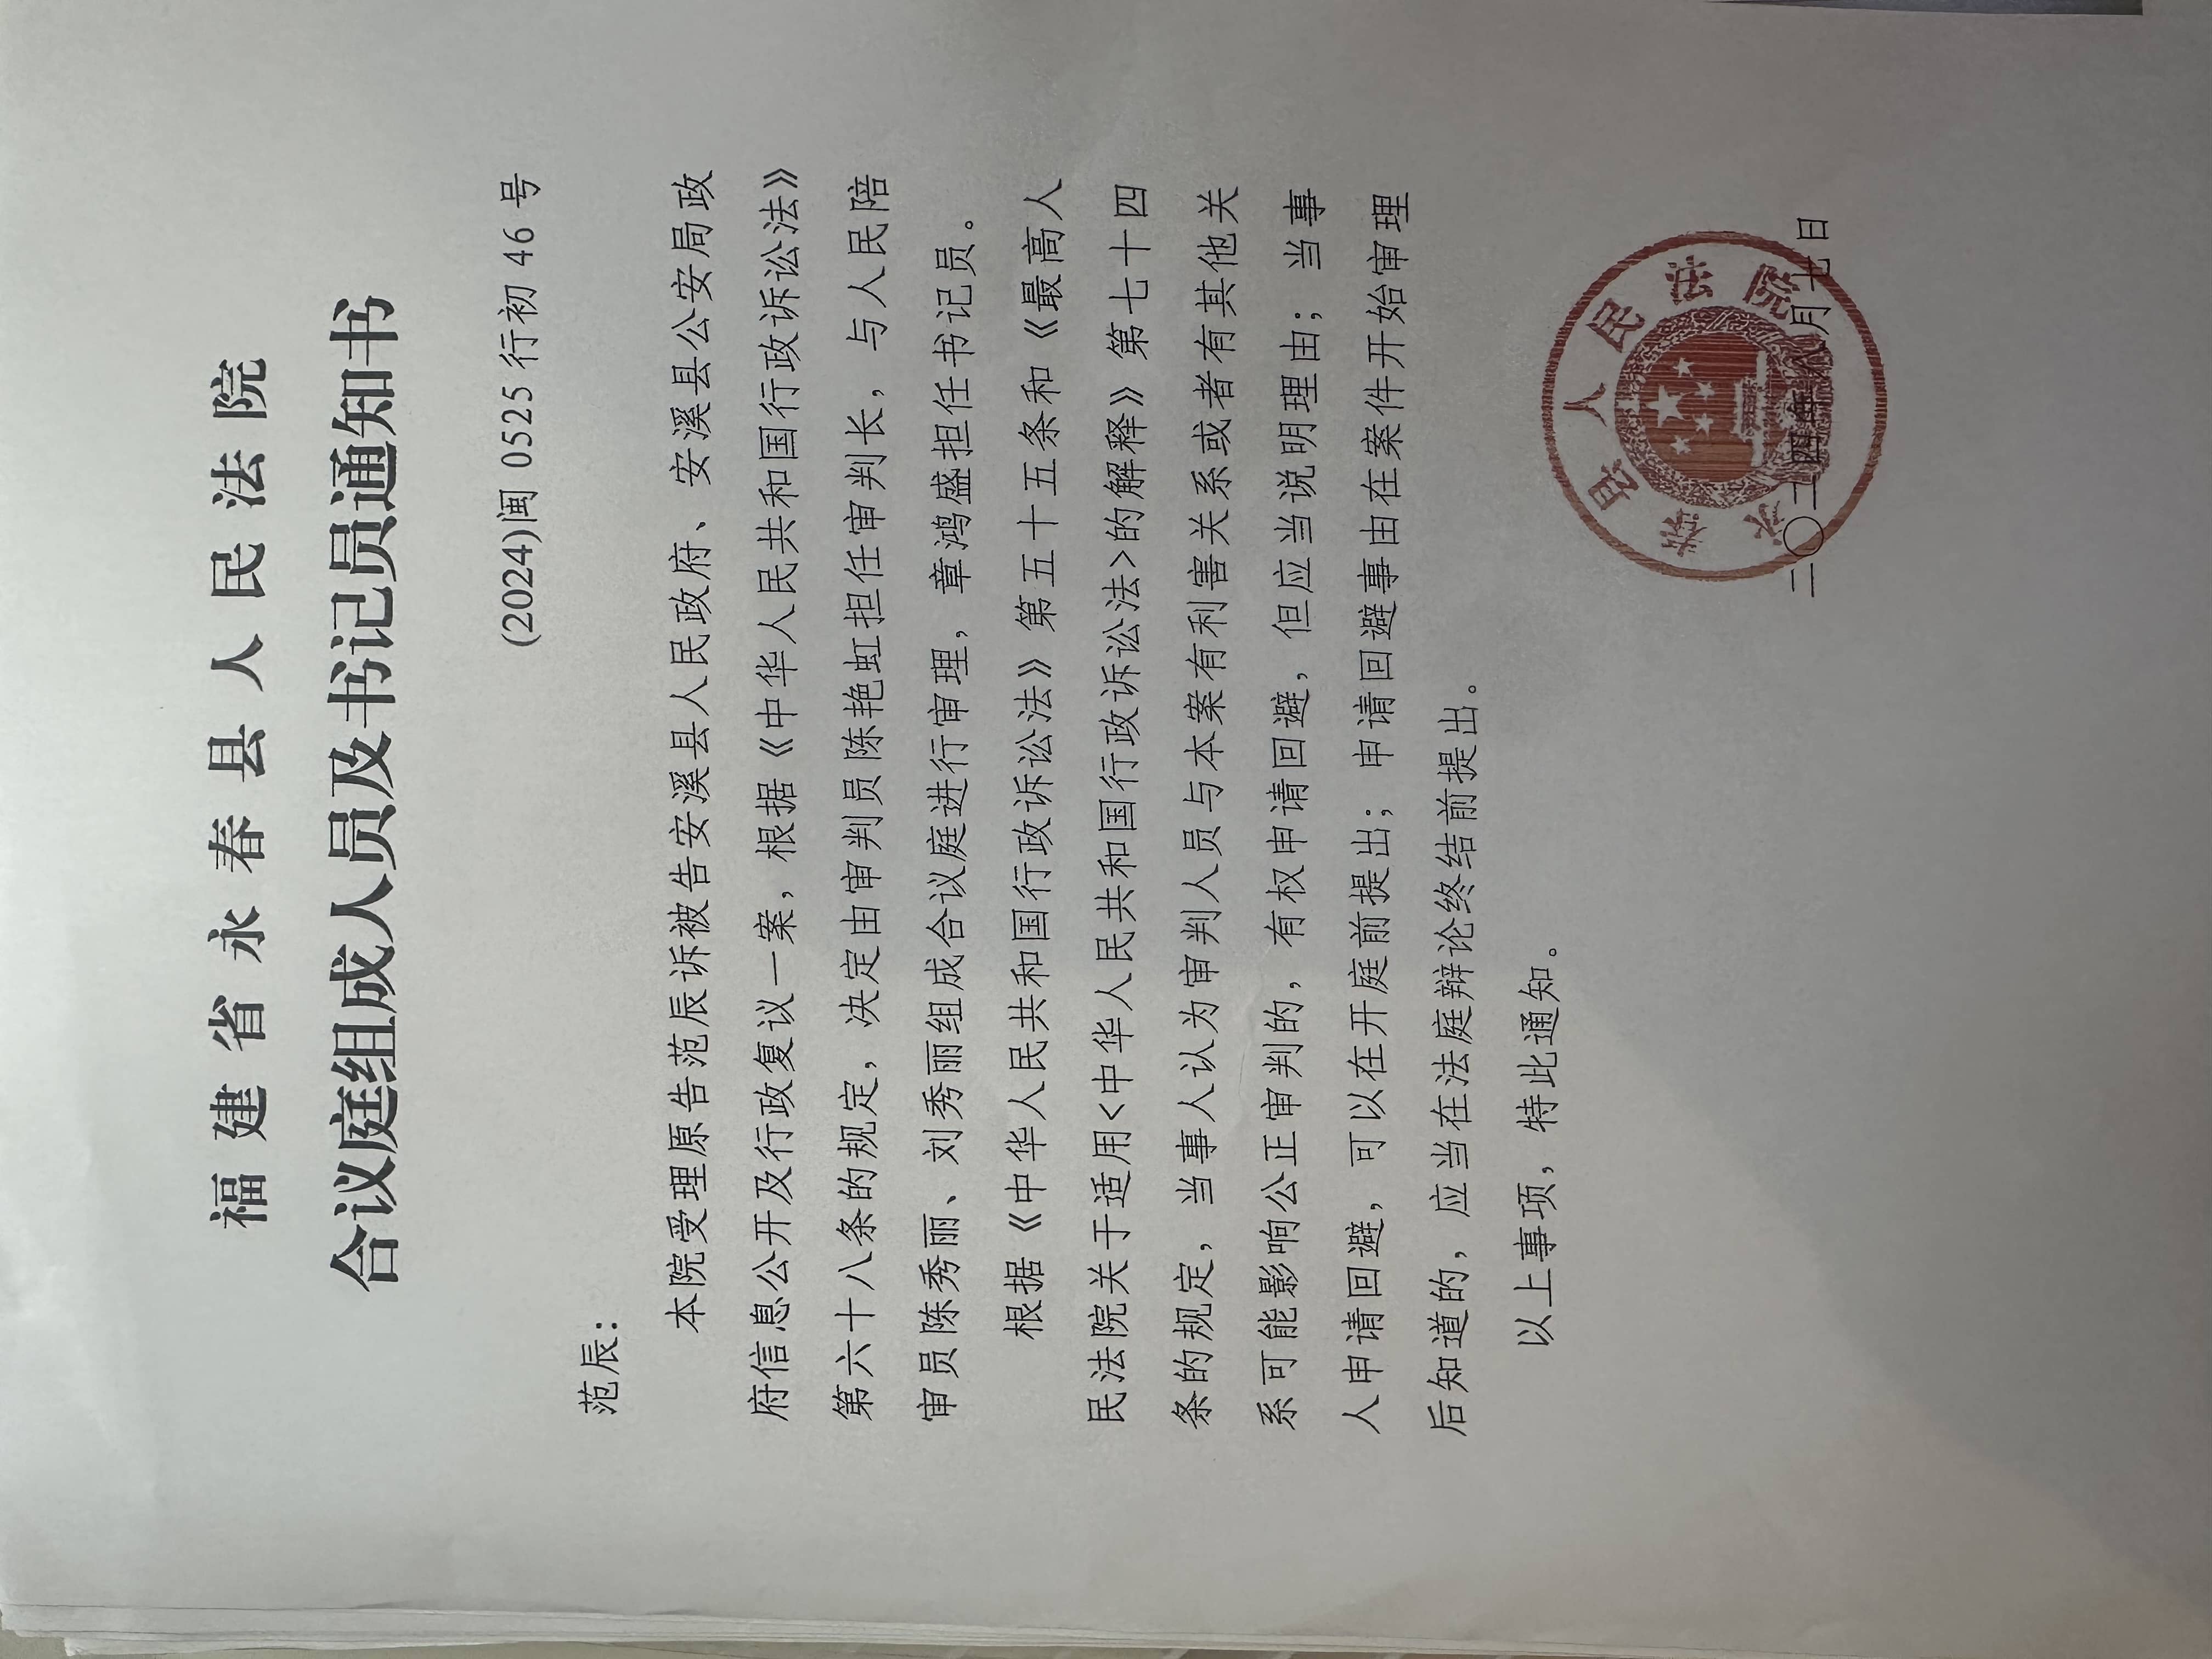 福建省永春县人民法院
合议庭组成人员及书记员通知书
(2024)闽 0525 行初 46 号
范辰：
本院受理原告范辰诉被告安溪县人民政府、安溪县公安局政
府信息公开及行政复议一案，根据《中华人民共和国行政诉讼法》
第六十八条的规定，决定由审判员陈艳虹担任审判长，与人民陪
审员陈秀丽、刘秀丽组成合议庭进行审理，章鸿盛担任书记员。
根据《中华人民共和国行政诉讼法》第五十五条和《最高人
民法院关于适用<中华人民共和国行政诉讼法>的解释》第七十四
条的规定，当事人认为审判人员与本案有利害关系或者有其他关
系可能影响公正审判的，有权申请回避，但应当说明理由；当事
人申请回避，可以在开庭前提出；申请回避事由在案件开始审理
后知道的，应当在法庭辩论终结前提出。
以上事项，特此通知。
永春县人民法院
二〇二四年八月七日